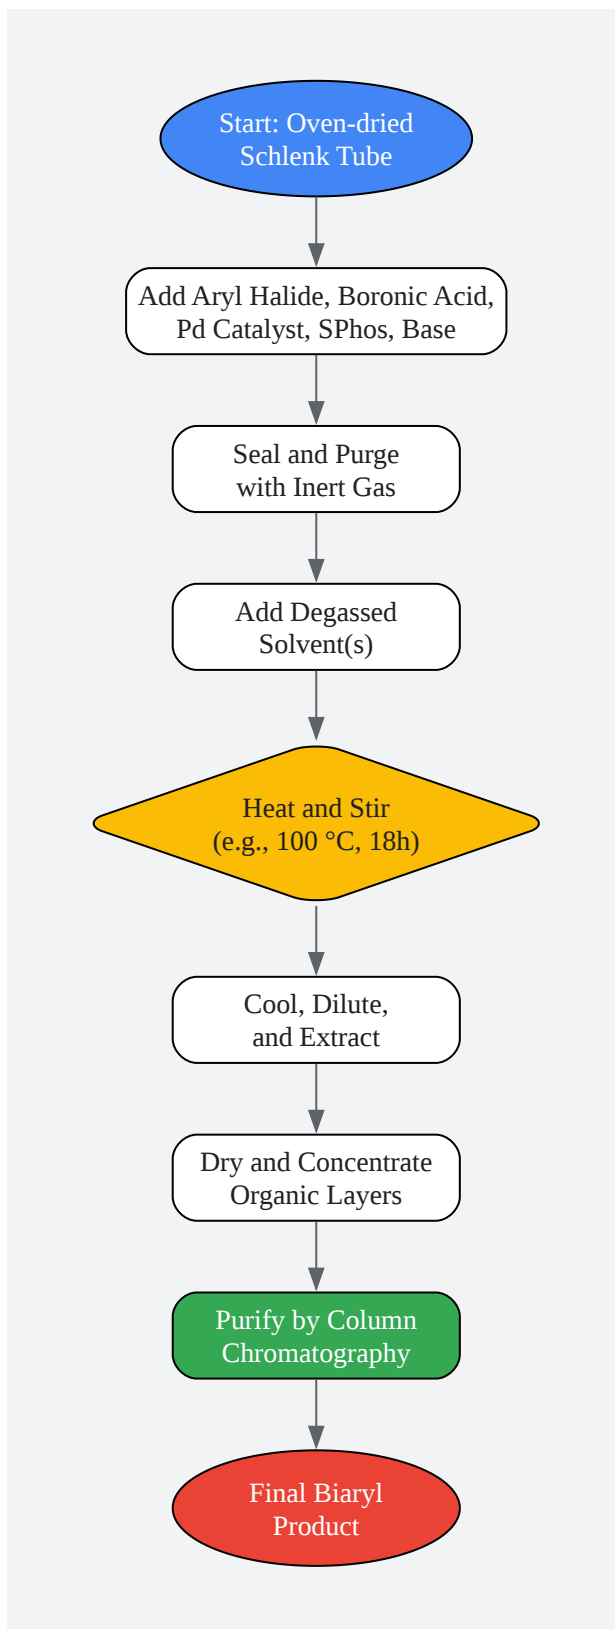 Start: Oven-dried
Schlenk Tube
Add Aryl Halide, Boronic Acid,
Pd Catalyst, SPhos, Base
Seal and Purge
with Inert Gas
Add Degassed
Solvent(s)
Heat and Stir
(e.g., 100 °C, 18h)
Cool, Dilute,
and Extract
Dry and Concentrate
Organic Layers
Purify by Column
Chromatography
Final Biaryl
Product